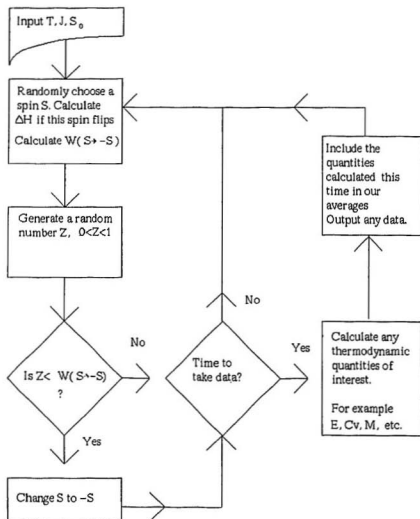 Input T, J, S₀
Randomly choose a
spin S. Calculate
ΔH if this spin flips
Calculate W( S→ -S)
Generate a random
number Z, 0<Z<1
Is Z< W( S→-S)
?
No
Yes
Change S to -S
Time to
take data?
No
Yes
Calculate any
thermodynamic
quantities of
interest.
For example
E, Cv, M, etc.
Include the
quantities
calculated this
time in our
averages
Output any data.